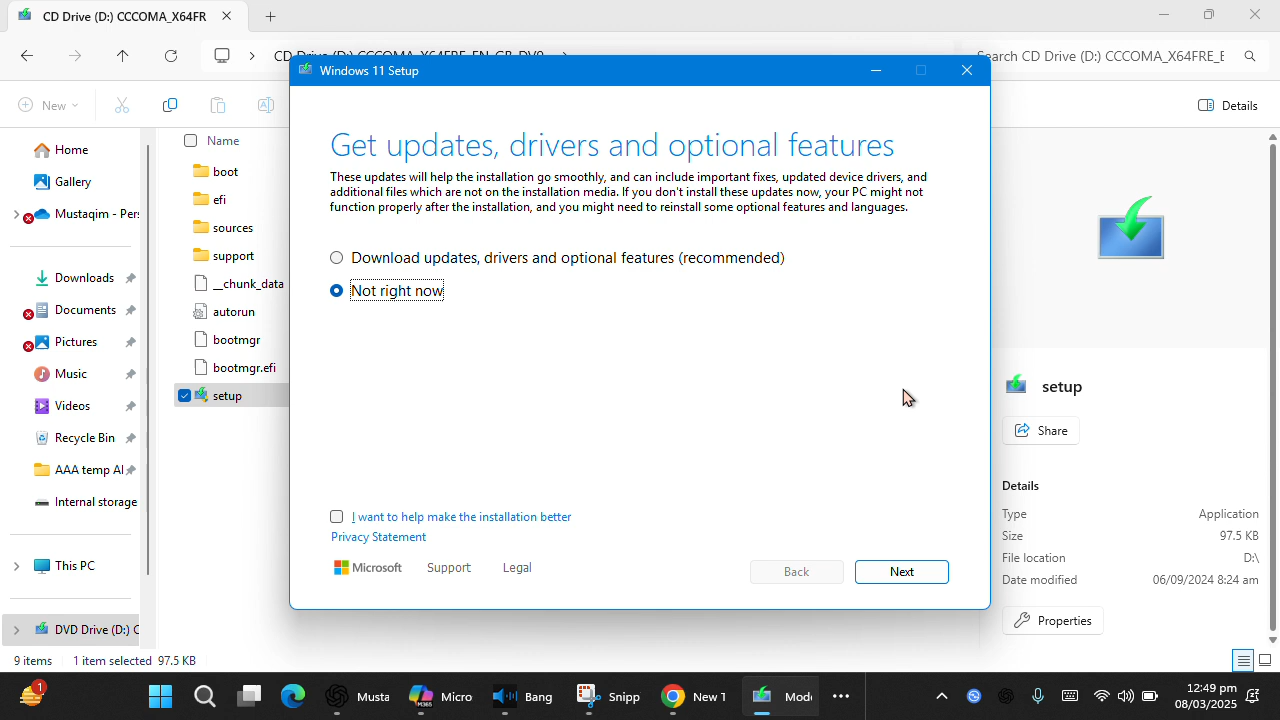 CD Drive (D:) CCCOMA_X64FR
Search CD Drive (D:) CCCOMA_X64FRE_E
Windows 11 Setup
New
Details
Home
Gallery
Mustaqim - Per
Downloads
Documents
Pictures
Music
Videos
Recycle Bin
AAA temp Al
Internal storage
This PC
DVD Drive (D:) C
Name
boot
efi
sources
support
__chunk_data
autorun
bootmgr
bootmgr.efi
setup
Get updates, drivers and optional features
These updates will help the installation go smoothly, and can include important fixes, updated device drivers, and
additional files which are not on the installation media. If you don't install these updates now, your PC might not
function properly after the installation, and you might need to reinstall some optional features and languages.
Download updates, drivers and optional features (recommended)
Not right now
I want to help make the installation better
Privacy Statement
Microsoft
Support
Legal
Back
Next
setup
Share
Details
Type Application
Size 97.5 KB
File location D:\
Date modified 06/09/2024 8:24 am
Properties
9 items
1 item selected 97.5 KB
1
Musta
Micro
Bang
Snipp
New 1
Mod
12:49 pm
08/03/2025